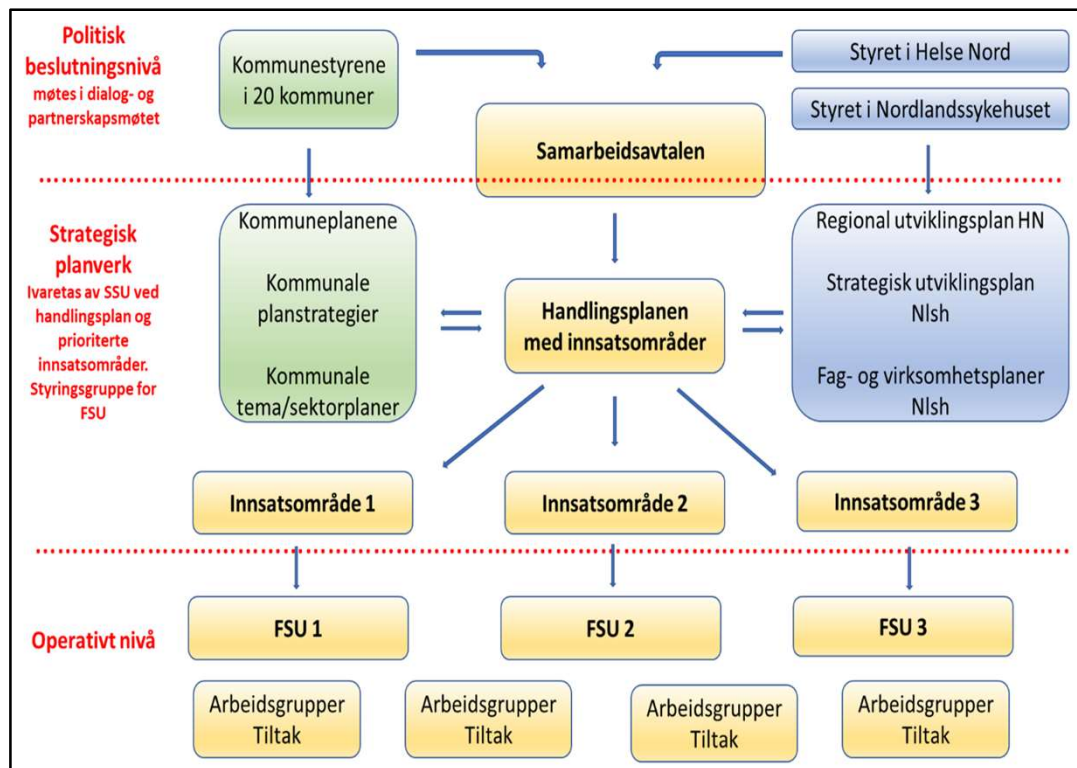 Politisk
beslutningsnivå
møtes i dialog- og
partnerskapsmøtet
Kommunestyrene
i 20 kommuner
Styret i Helse Nord
Styret i Nordlandssykehuset
Samarbeidsavtalen
Strategisk
planverk
Ivaretas av SSU ved
handlingsplan og
prioriterte
innsatsområder.
Styringsgruppe for
FSU
Kommuneplanene
Kommunale
planstrategier
Kommunale
tema/sektorplaner
Handlingsplanen
med innsatsområder
Regional utviklingsplan HN
Strategisk utviklingsplan
Nlsh
Fag- og virksomhetsplaner
Nlsh
Innsatsområde 1
Innsatsområde 2
Innsatsområde 3
Operativt nivå
FSU 1
FSU 2
FSU 3
Arbeidsgrupper
Tiltak
Arbeidsgrupper
Tiltak
Arbeidsgrupper
Tiltak
Arbeidsgrupper
Tiltak